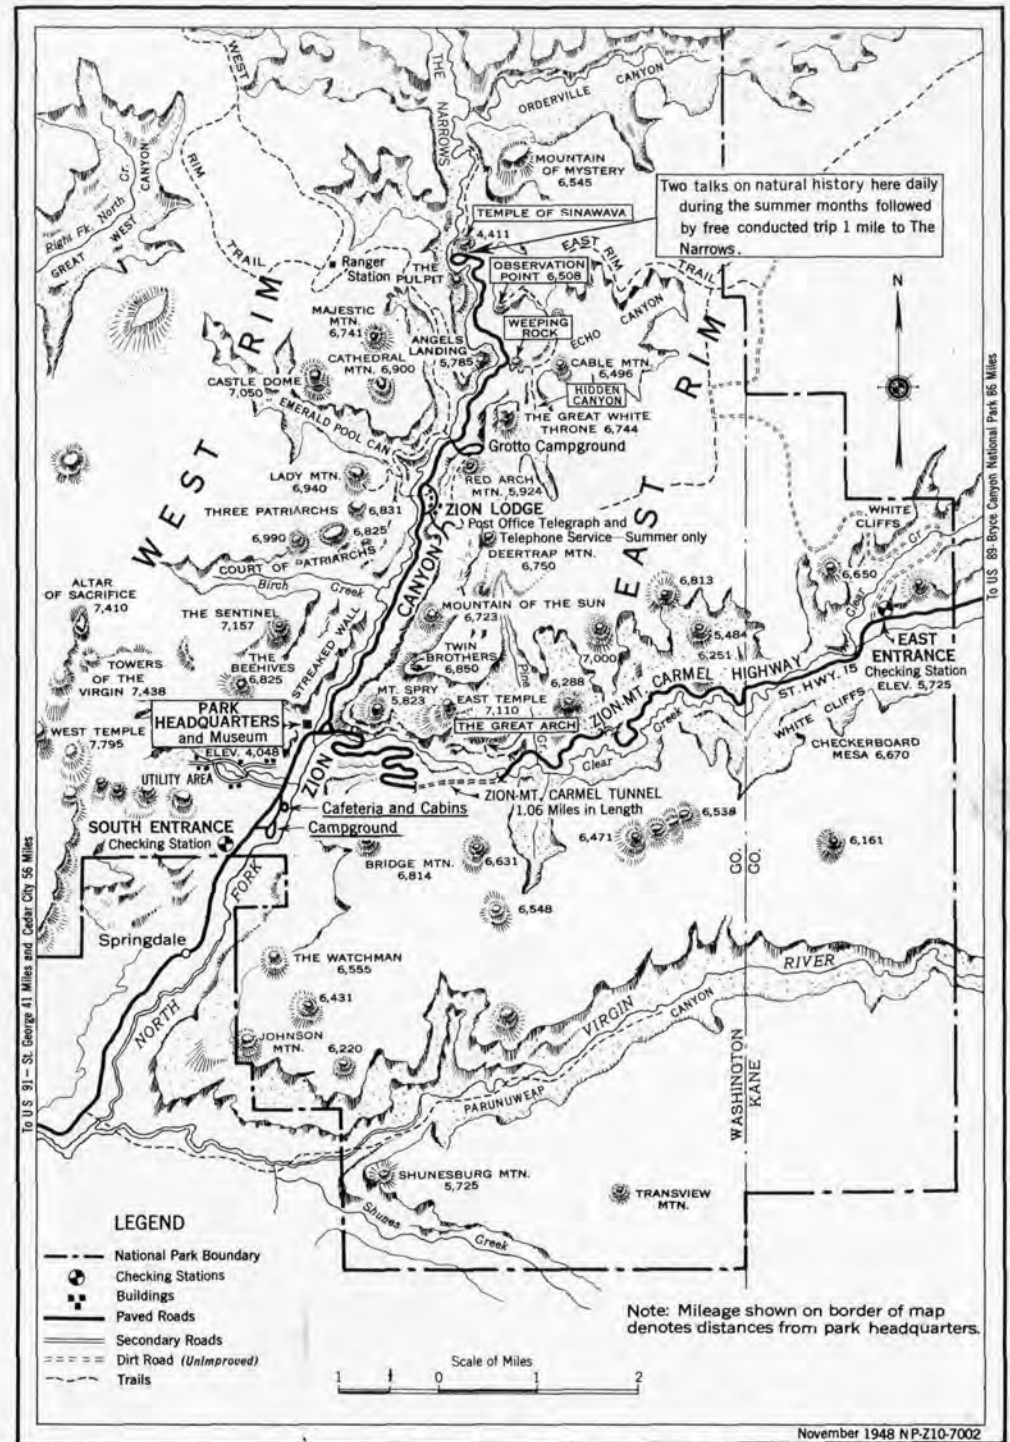 WEST
RIM
TRAIL
THE
NARROWS
ORDERVILLE CANYON
Right Fk. North Cr.
GREAT WEST CANYON
MOUNTAIN
OF MYSTERY
6,545
Two talks on natural history here daily
during the summer months followed
by free conducted trip 1 mile to The
Narrows.
TEMPLE OF SINAWAVA
4,411
Ranger
Station
THE
PULPIT
OBSERVATION
POINT 6,508
EAST RIM TRAIL
N
WEST RIM
MAJESTIC
MTN.
6,741
ANGELS
LANDING
5,785
WEEPING
ROCK
ECHO CANYON
CATHEDRAL
MTN. 6,900
CABLE MTN.
6,496
CASTLE DOME
7,050
HIDDEN
CANYON
EAST RIM
EMERALD POOL CAN.
THE GREAT WHITE
THRONE 6,744
Grotto Campground
LADY MTN.
6,940
RED ARCH
MTN. 5,924
THREE PATRIARCHS
6,831
6,825
6,990
ZION LODGE
Post Office Telegraph and
Telephone Service—Summer only
WHITE
CLIFFS
COURT OF PATRIARCHS
Birch Creek
DEERTRAP MTN.
6,750
6,813
6,650
Clear Cr.
ALTAR
OF SACRIFICE
7,410
THE SENTINEL
7,157
STREAKED WALL
ZION CANYON
MOUNTAIN OF THE SUN
6,723
TWIN
BROTHERS
6,850
7,000
5,484
6,251
EAST
ENTRANCE
Checking Station
ELEV. 5,725
TOWERS
OF THE
VIRGIN 7,438
THE
BEEHIVES
6,825
MT. SPRY
5,823
EAST TEMPLE
7,110
6,288
Pine Cr.
ZION-MT. CARMEL HIGHWAY
ST. HWY. 15
WHITE CLIFFS
PARK
HEADQUARTERS
and Museum
ELEV. 4,048
THE GREAT ARCH
Clear Creek
CHECKERBOARD
MESA 6,670
WEST TEMPLE
7,795
UTILITY AREA
ZION-MT. CARMEL TUNNEL
1.06 Miles in Length
Cafeteria and Cabins
Campground
SOUTH ENTRANCE
Checking Station
BRIDGE MTN.
6,814
6,631
6,471
6,538
6,161
CO.
CO.
6,548
Springdale
NORTH FORK
THE WATCHMAN
6,555
6,431
JOHNSON
MTN.
6,220
VIRGIN RIVER
PARUNUWEAP CANYON
WASHINGTON
KANE
SHUNESBURG MTN.
5,725
TRANSVIEW
MTN.
Shunes Creek
To US 91 — St. George 41 Miles and Cedar City 56 Miles
To US 89-Bryce Canyon National Park 86 Miles
LEGEND
National Park Boundary
Checking Stations
Buildings
Paved Roads
Secondary Roads
Dirt Road (Unimproved)
Trails
Note: Mileage shown on border of map
denotes distances from park headquarters.
Scale of Miles
1 0 1 2
November 1948 NP-Z10-7002